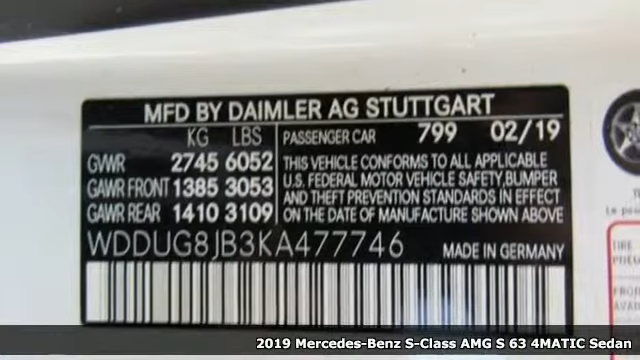 MFD BY DAIMLER AG STUTTGART
KG LBS
GVWR 2745 6052
GAWR FRONT 1385 3053
GAWR REAR 1410 3109
PASSENGER CAR 799 02/19
THIS VEHICLE CONFORMS TO ALL APPLICABLE
U.S. FEDERAL MOTOR VEHICLE SAFETY, BUMPER
AND THEFT PREVENTION STANDARDS IN EFFECT
ON THE DATE OF MANUFACTURE SHOWN ABOVE
WDDUG8JB3KA477746 MADE IN GERMANY
TIRE
2019 Mercedes-Benz S-Class AMG S 63 4MATIC Sedan